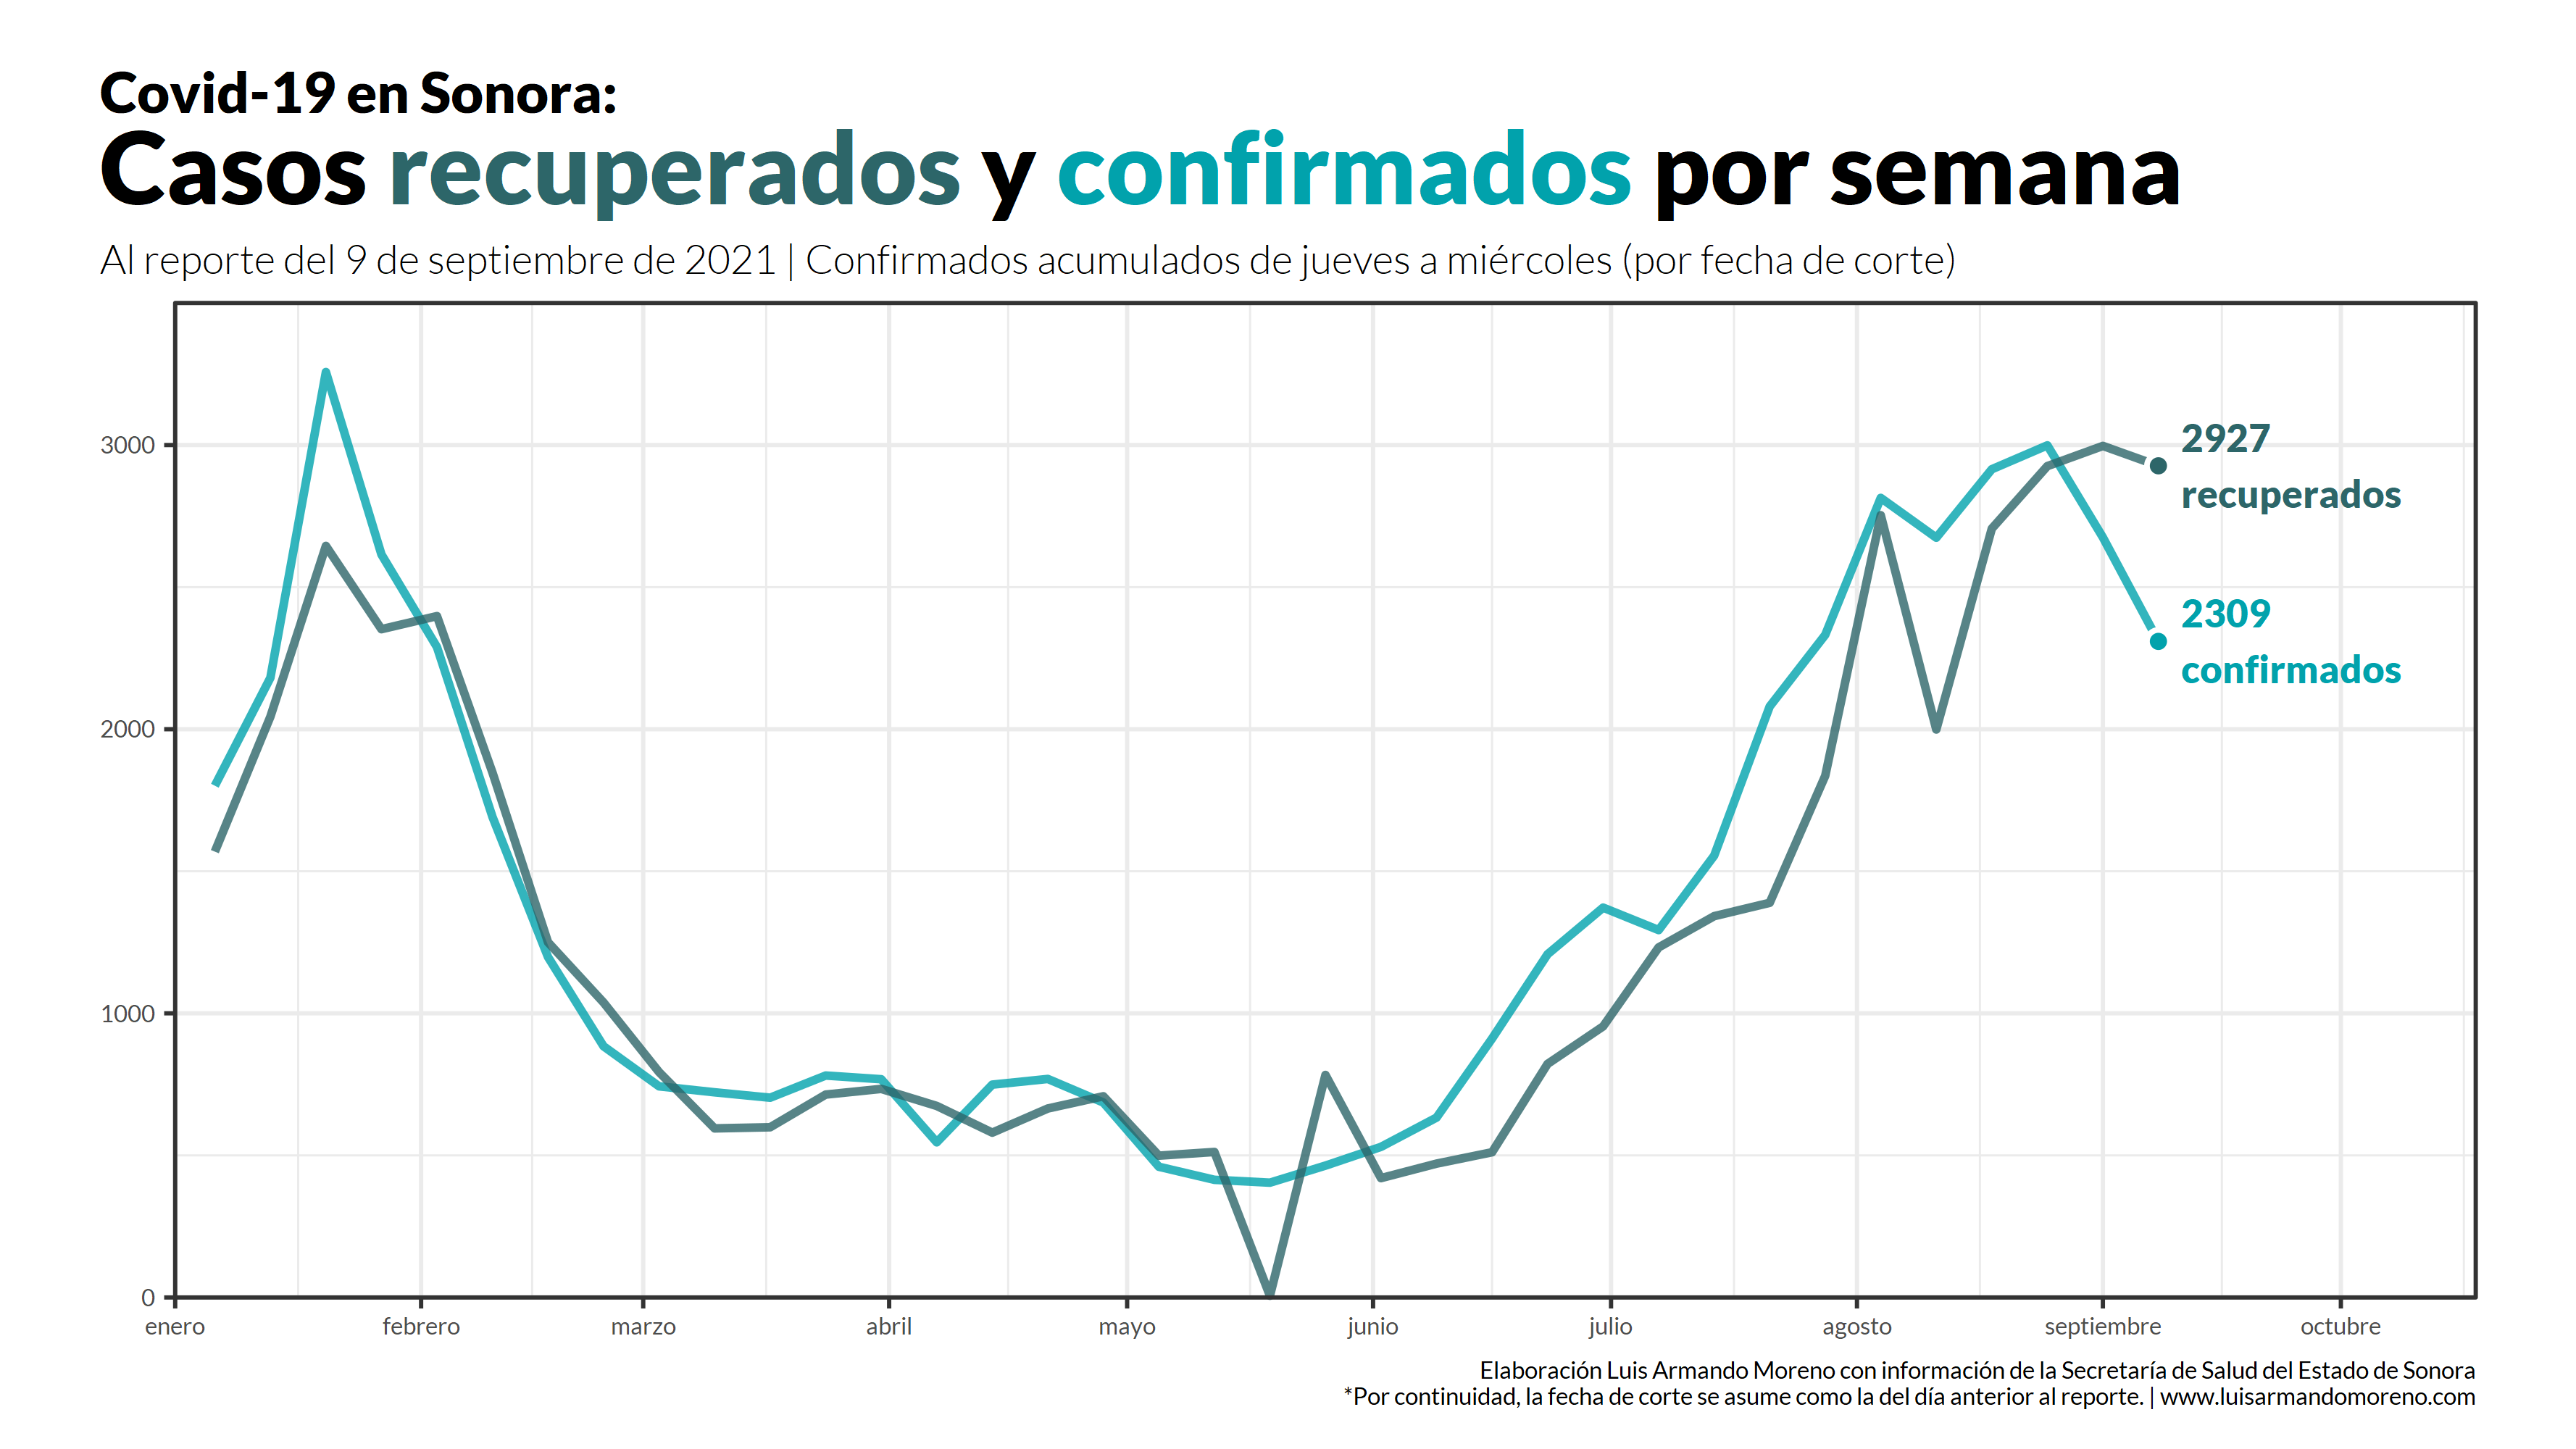 Covid-19 en Sonora:
Casos recuperados y confirmados por semana
Al reporte del 9 de septiembre de 2021 | Confirmados acumulados de jueves a miércoles (por fecha de corte)
3000
2000
1000
0
2927
recuperados
2309
confirmados
enero febrero marzo abril mayo junio julio agosto septiembre octubre
Elaboración Luis Armando Moreno con información de la Secretaría de Salud del Estado de Sonora
*Por continuidad, la fecha de corte se asume como la del día anterior al reporte. | www.luisarmandomoreno.com